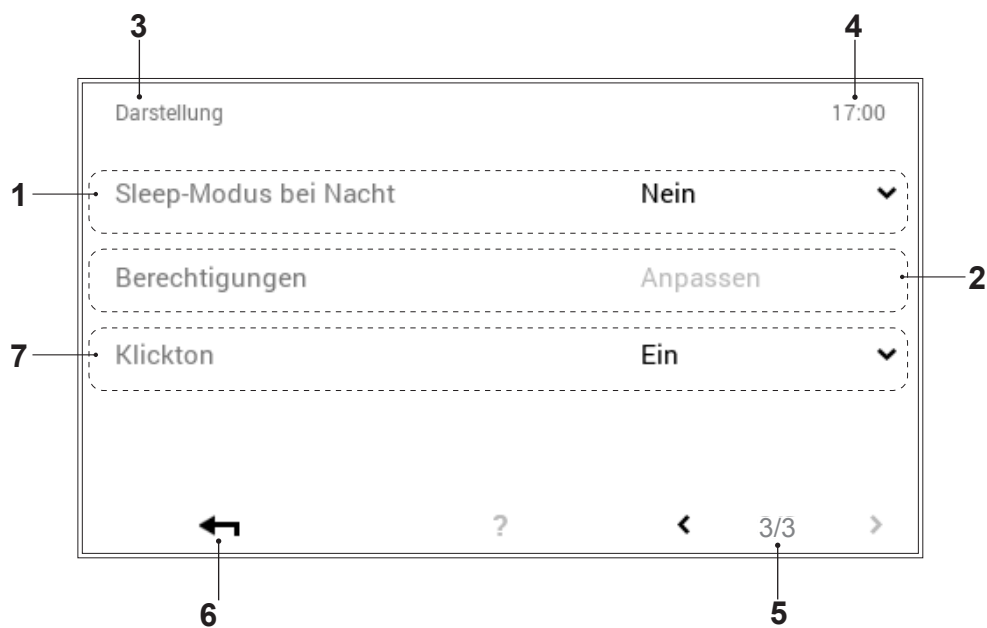 3 4
Darstellung 17:00
1 Sleep-Modus bei Nacht Nein
Berechtigungen Anpassen 2
7 Klickton Ein
? 3/3
6 5